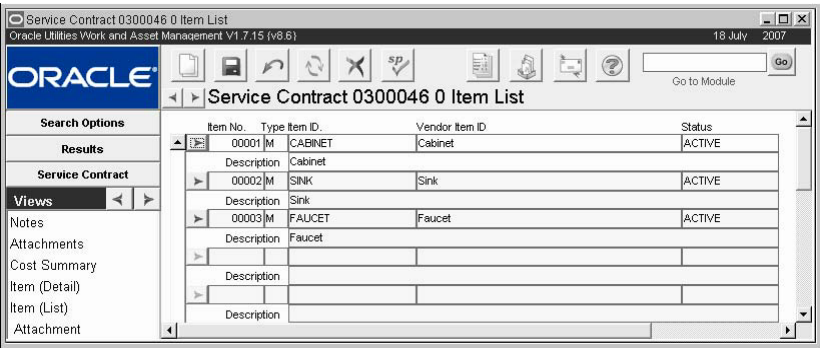 Service Contract 0300046 0 Item List
Oracle Utilities Work and Asset Management V1.7.15 (v8.6) 18 July 2007
ORACLE®
sp
?
Go
Go to Module
Service Contract 0300046 0 Item List
Search Options
Results
Service Contract
Views
Notes
Attachments
Cost Summary
Item (Detail)
Item (List)
Attachment
Item No. Type Item ID. Vendor Item ID Status
00001 M CABINET Cabinet ACTIVE
Description Cabinet
00002 M SINK Sink ACTIVE
Description Sink
00003 M FAUCET Faucet ACTIVE
Description Faucet
Description
Description